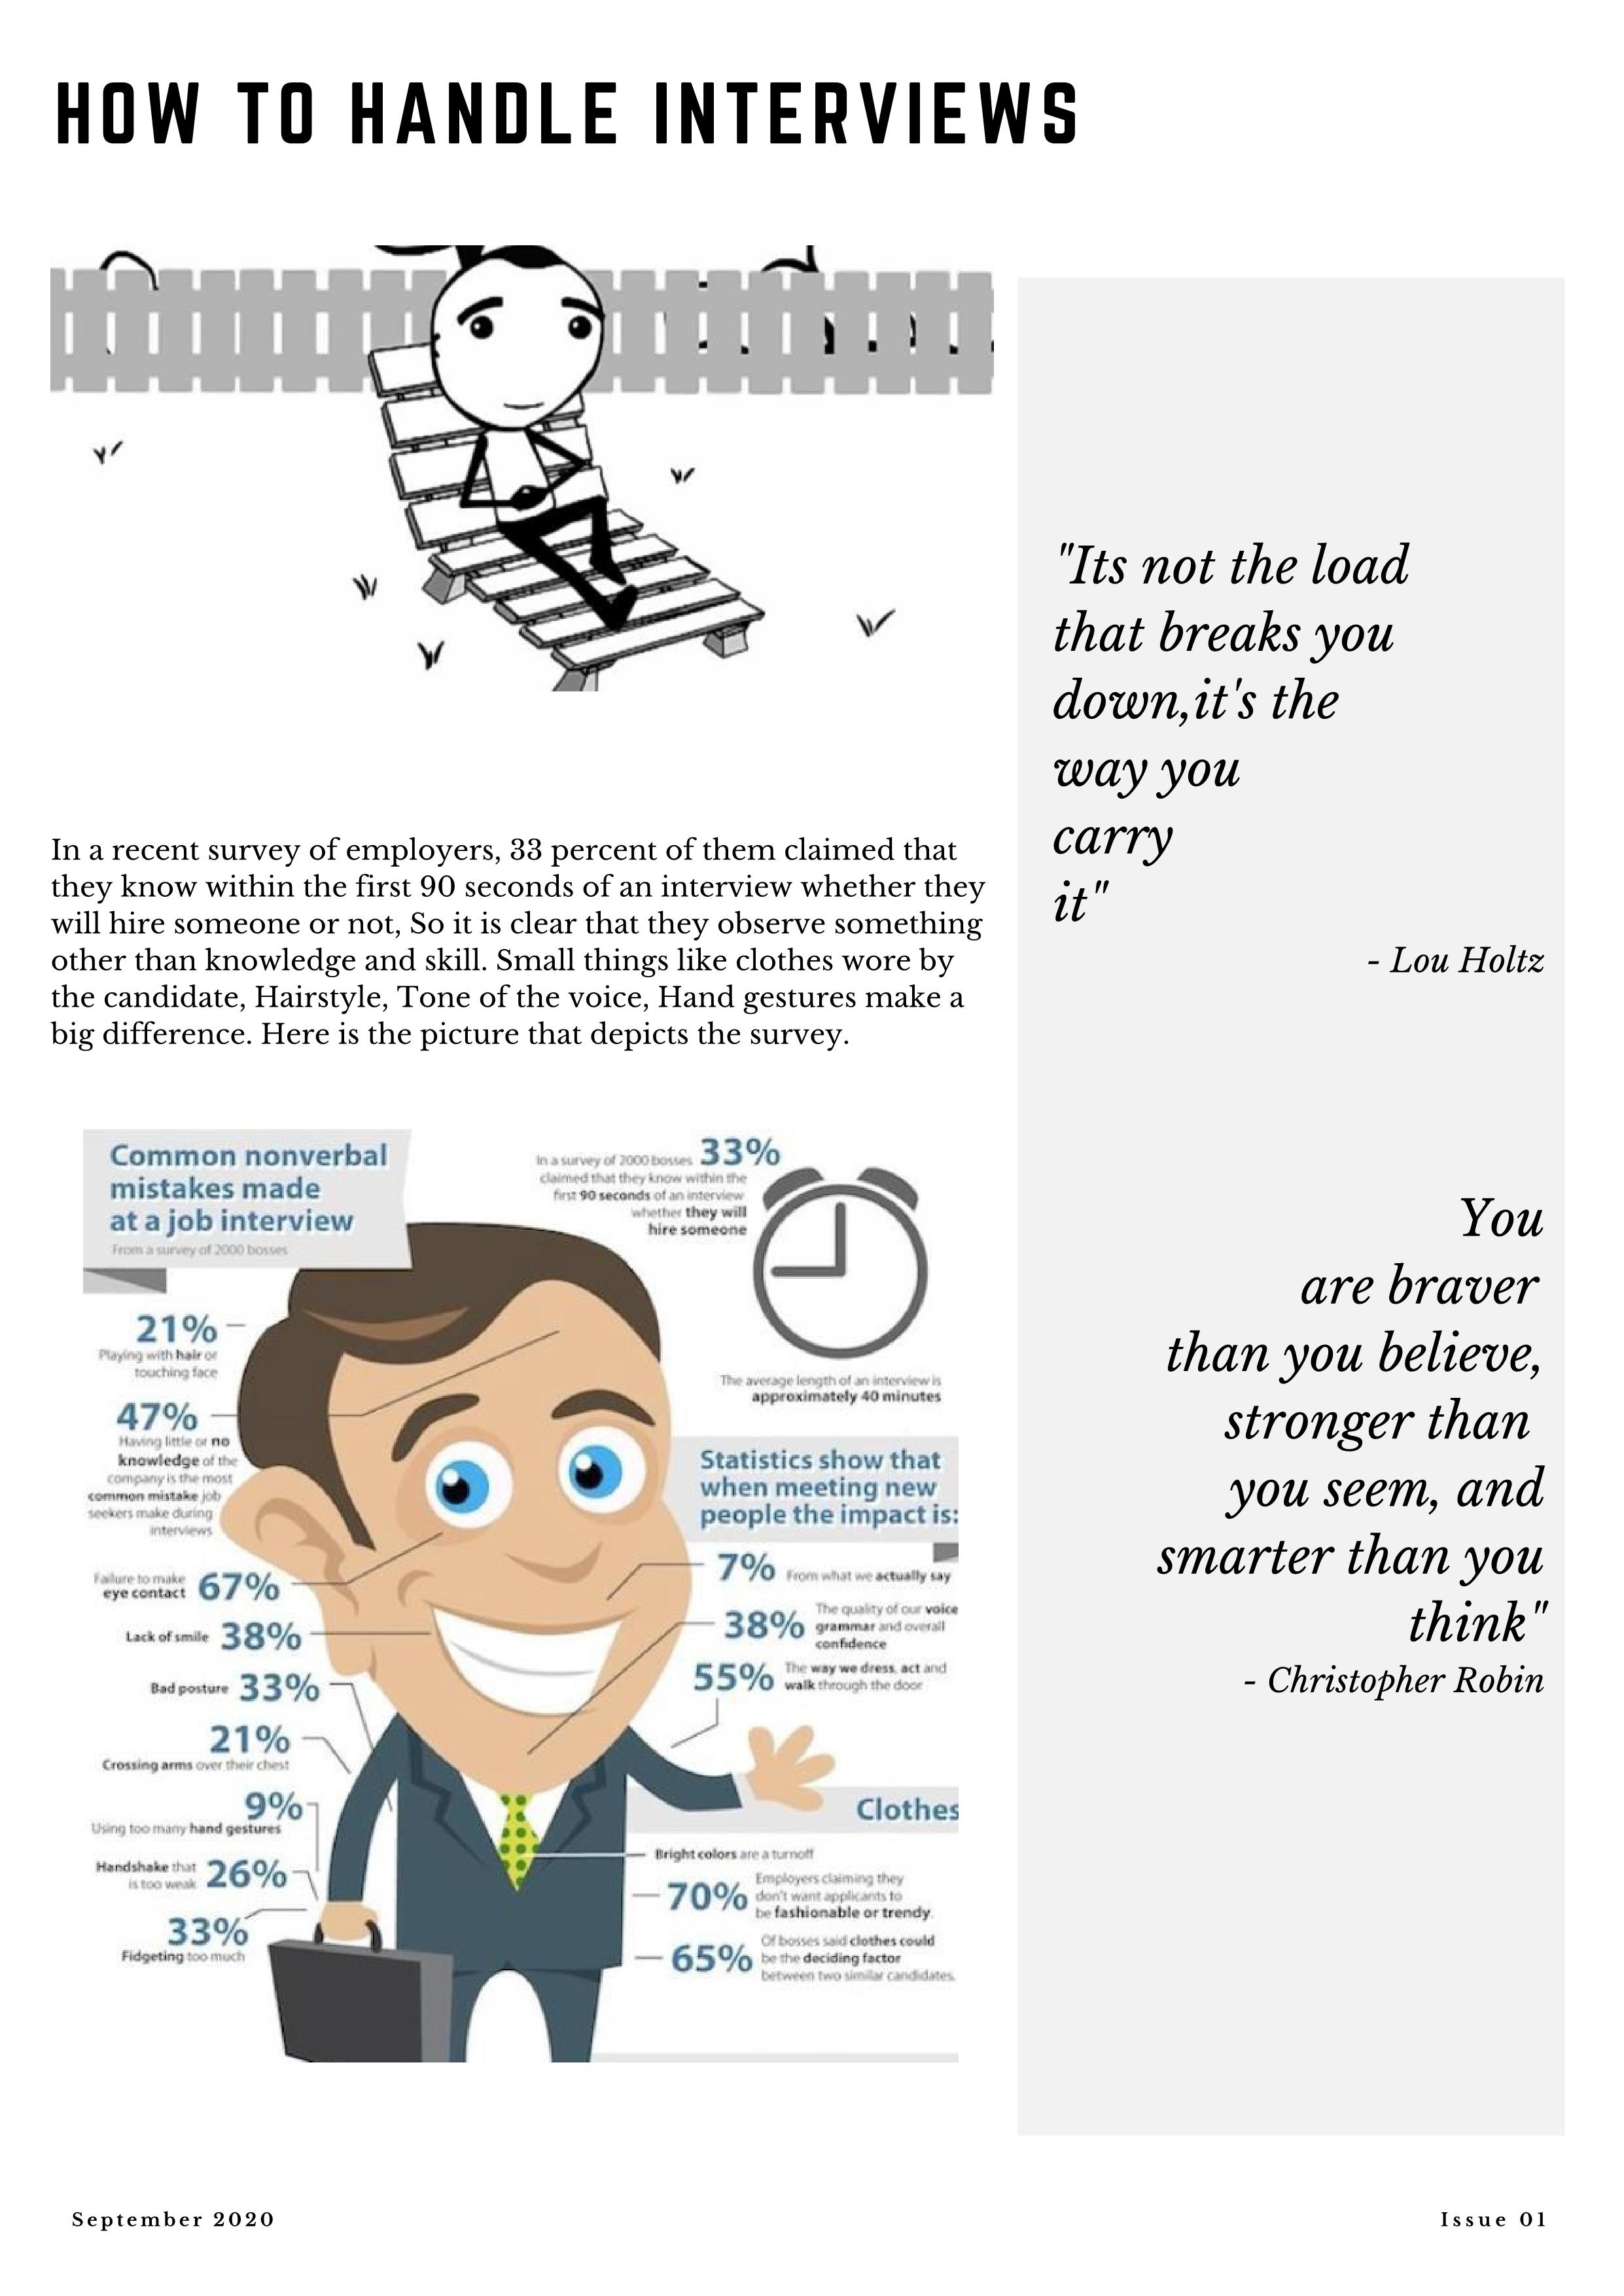 HOW TO HANDLE INTERVIEWS
"Its not the load
that breaks you
down,it's the
way you
carry
it"
- Lou Holtz
In a recent survey of employers, 33 percent of them claimed that
they know within the first 90 seconds of an interview whether they
will hire someone or not, So it is clear that they observe something
other than knowledge and skill. Small things like clothes wore by
the candidate, Hairstyle, Tone of the voice, Hand gestures make a
big difference. Here is the picture that depicts the survey.
Common nonverbal
mistakes made
at a job interview
From a survey of 2000 bosses
In a survey of 2000 bosses 33%
claimed that they know within the
first 90 seconds of an interview
whether they will
hire someone
The average length of an interview is
approximately 40 minutes
21%
Playing with hair or
touching face
47%
Having little or no
knowledge of the
company is the most
common mistake job
seekers make during
interviews
Failure to make
eye contact 67%
Lack of smile 38%
Bad posture 33%
21%
Crossing arms over their chest
9%
Using too many hand gestures
Handshake that
is too weak 26%
33%
Fidgeting too much
Statistics show that
when meeting new
people the impact is:
7% From what we actually say
38% The quality of our voice
grammar and overall
confidence
55% The way we dress, act and
walk through the door
Clothes
Bright colors are a turnoff
70% Employers claiming they
don't want applicants to
be fashionable or trendy.
65% Of bosses said clothes could
be the deciding factor
between two similar candidates.
You
are braver
than you believe,
stronger than
you seem, and
smarter than you
think"
- Christopher Robin
September 2020
Issue 01